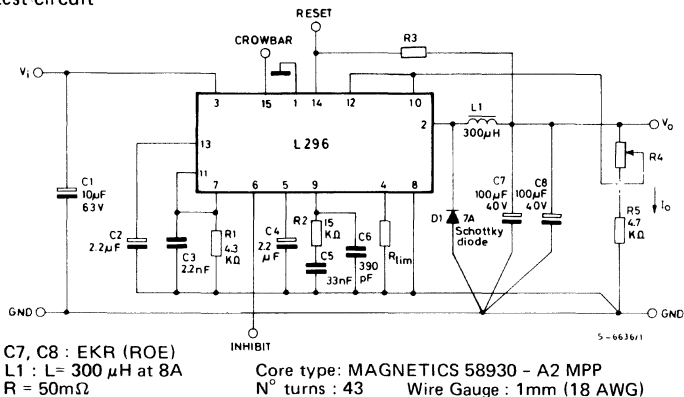 test circuit
RESET
CROWBAR
R3
Vi
3
15
1
14
12
10
L1
300µH
2
Vo
L296
13
11
7
6
5
9
4
8
R4
C1
10µF
63V
C2
2.2µF
C3
2.2nF
R1
4.3
KΩ
C4
2.2
µF
R2
15
KΩ
C5
33nF
C6
390
pF
Rlim
D1
7A
Schottky
diode
C7
100µF
40V
C8
100µF
40V
Io
R5
4.7
KΩ
GND
GND
INHIBIT
S-6636/1
C7, C8 : EKR (ROE)
L1 : L= 300 µH at 8A
Core type: MAGNETICS 58930 - A2 MPP
R = 50mΩ
N° turns : 43
Wire Gauge : 1mm (18 AWG)